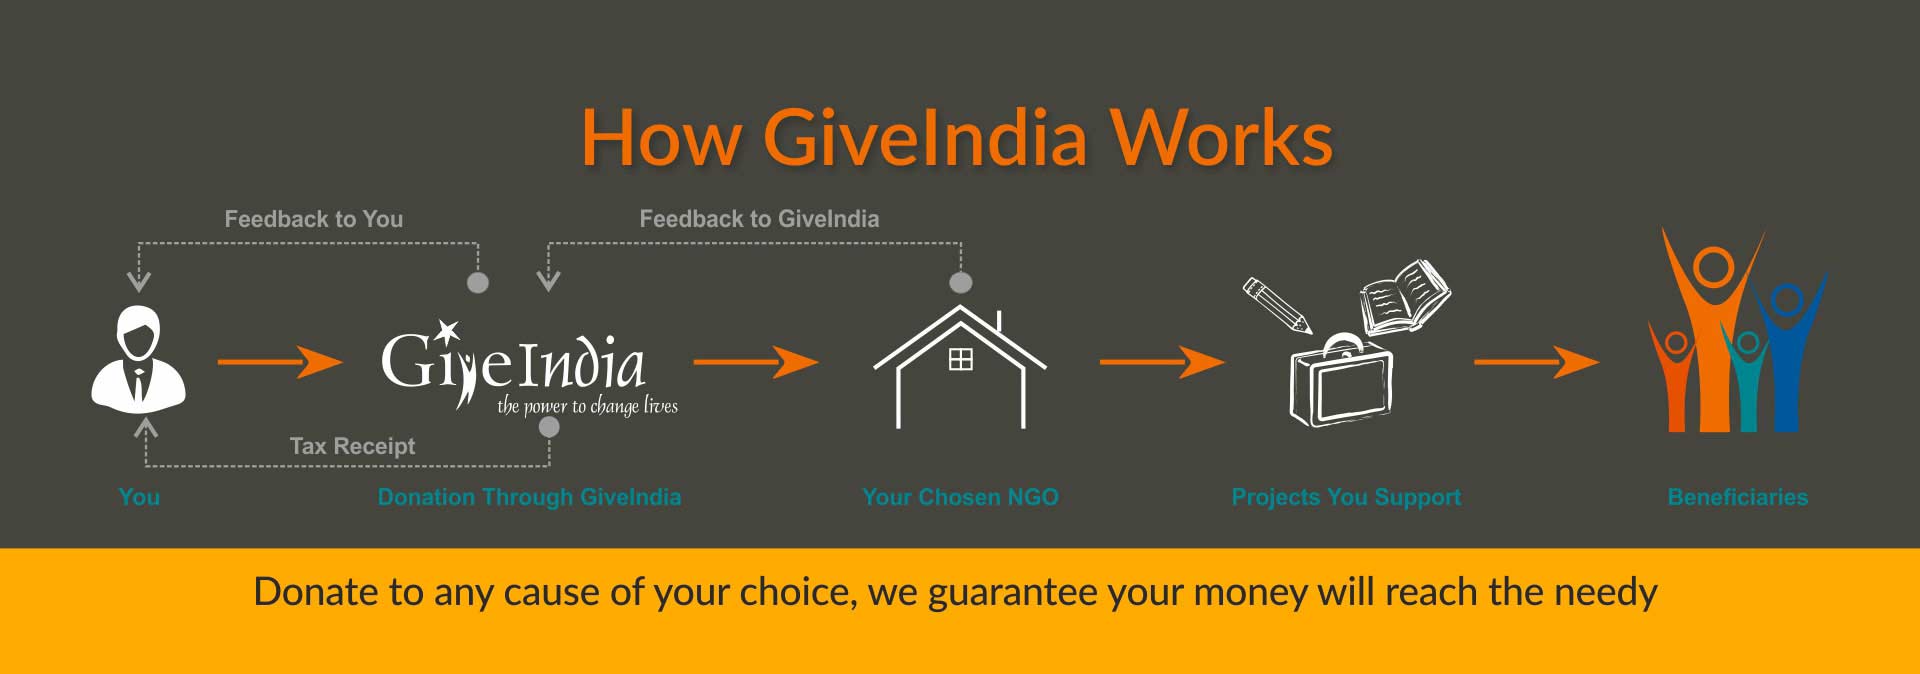 How GiveIndia Works
Feedback to You
Feedback to GiveIndia
GiveIndia
the power to change lives
Tax Receipt
You
Donation Through GiveIndia
Your Chosen NGO
Projects You Support
Beneficiaries
Donate to any cause of your choice, we guarantee your money will reach the needy